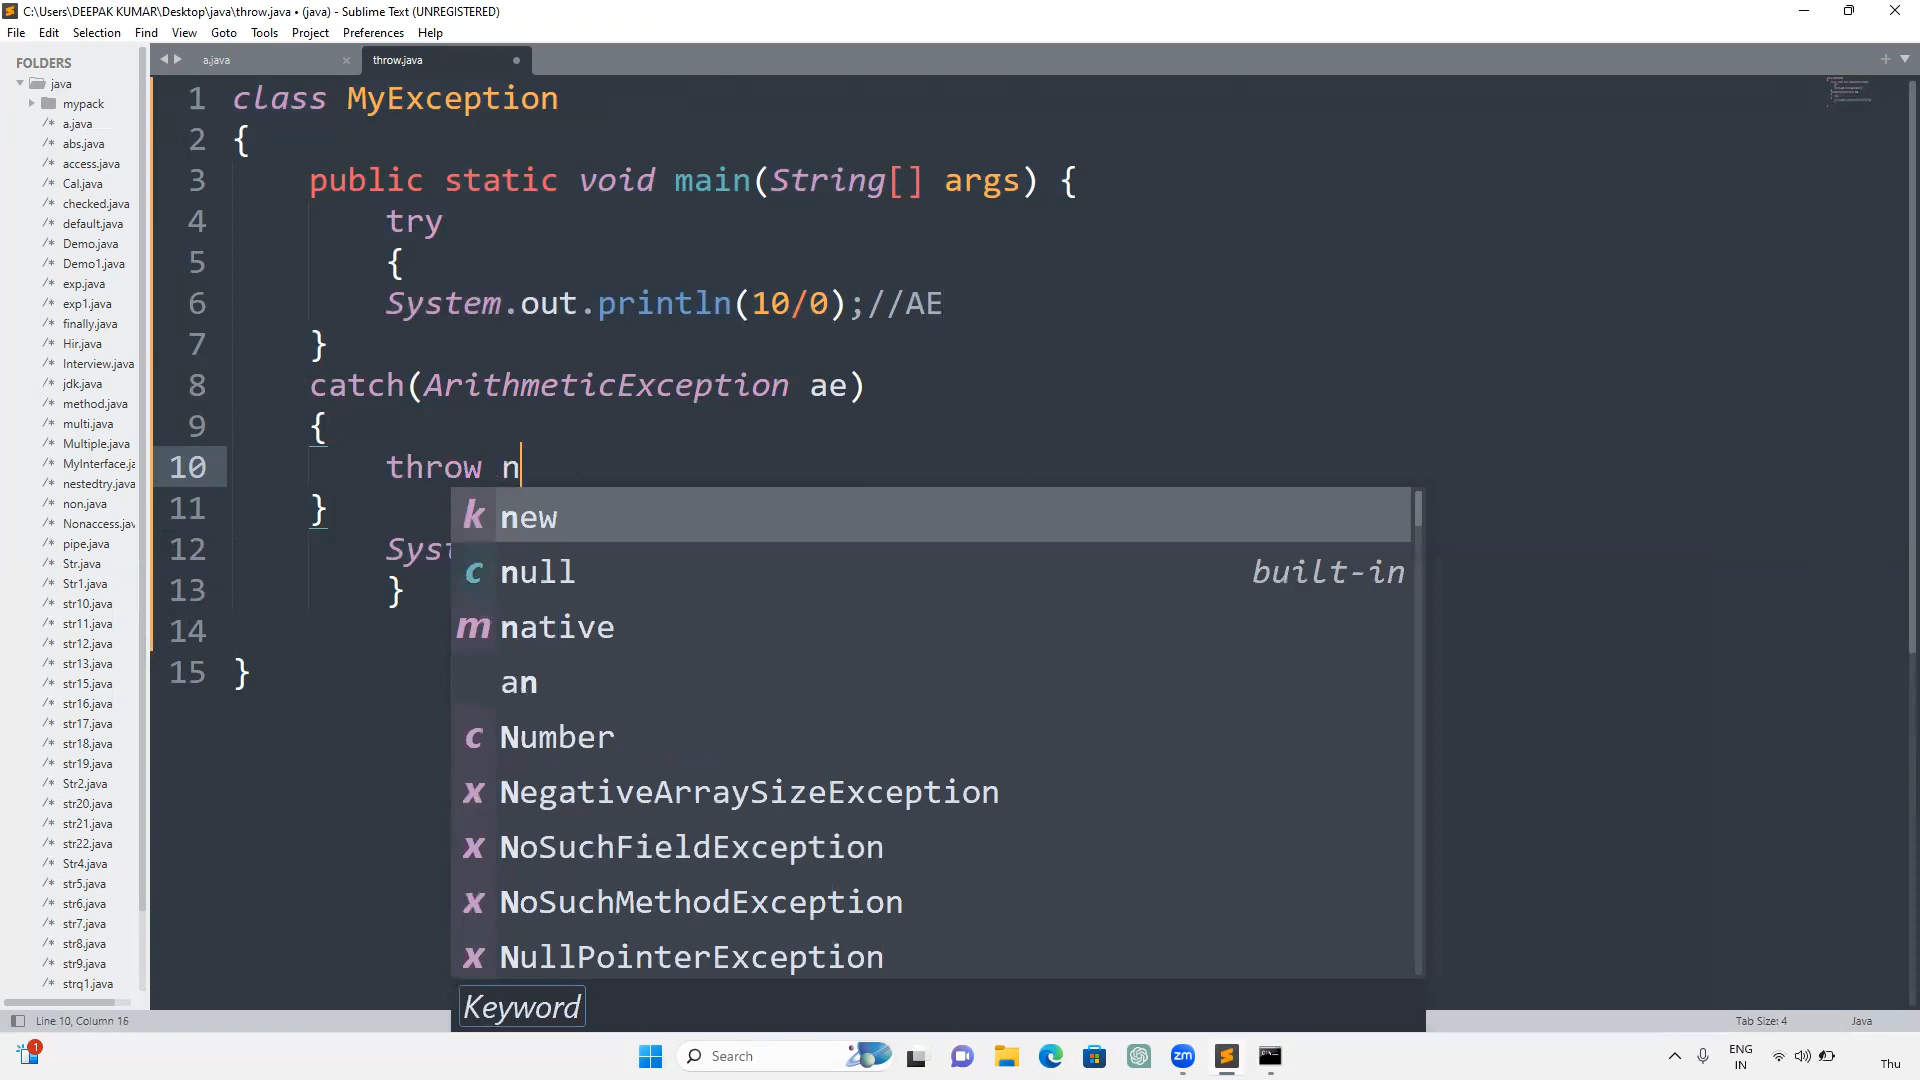 C:\Users\DEEPAK KUMAR\Desktop\java\throw.java • (java) - Sublime Text (UNREGISTERED)
File Edit Selection Find View Goto Tools Project Preferences Help
FOLDERS
java
mypack
a.java
abs.java
access.java
Cal.java
checked.java
default.java
Demo.java
Demo1.java
exp.java
exp1.java
finally.java
Hir.java
Interview.java
jdk.java
method.java
multi.java
Multiple.java
MyInterface.ja
nestedtry.java
non.java
Nonaccess.jav
pipe.java
Str.java
Str1.java
str10.java
str11.java
str12.java
str13.java
str15.java
str16.java
str17.java
str18.java
str19.java
Str2.java
str20.java
str21.java
str22.java
Str4.java
str5.java
str6.java
str7.java
str8.java
str9.java
strq1.java
a.java
throw.java
1 class MyException
2 {
3 public static void main(String[] args) {
4 try
5 {
6 System.out.println(10/0);//AE
7 }
8 catch(ArithmeticException ae)
9 {
10 throw n
11 }
12 Syst
13 }
14
15 }
k new
c null built-in
m native
an
c Number
x NegativeArraySizeException
x NoSuchFieldException
x NoSuchMethodException
x NullPointerException
Keyword
Line 10, Column 16
Tab Size: 4
Java
1
Search
zm
ENG
IN
Thu